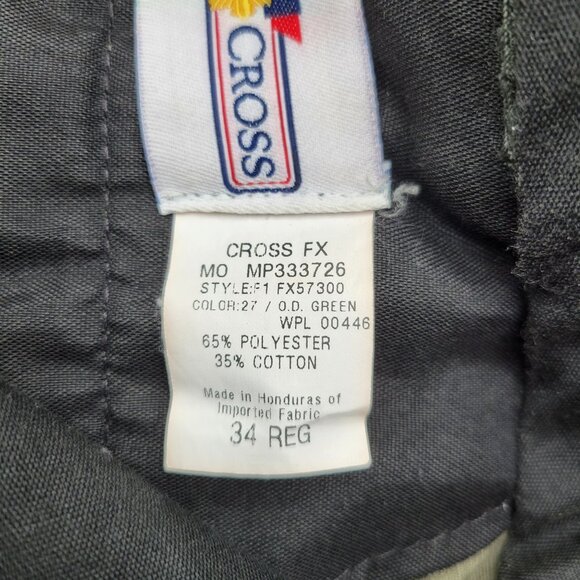 CROSS
CROSS FX
MO MP333726
STYLE:F1 FX57300
COLOR:27 / O.D. GREEN
WPL 00446
65% POLYESTER
35% COTTON
Made in Honduras of
Imported Fabric
34 REG